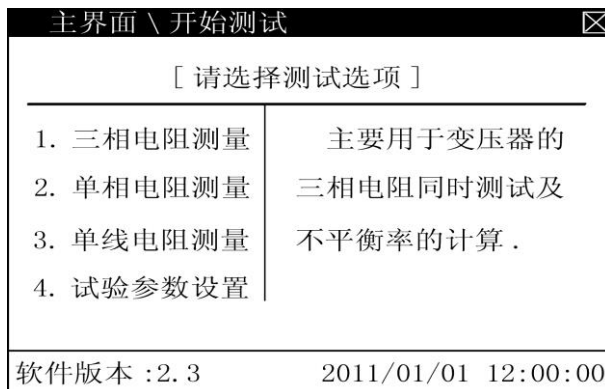 主界面 \ 开始测试
[ 请选择测试选项 ]
1. 三相电阻测量
2. 单相电阻测量
3. 单线电阻测量
4. 试验参数设置
主要用于变压器的
三相电阻同时测试及
不平衡率的计算 .
软件版本 :2.3
2011/01/01 12:00:00